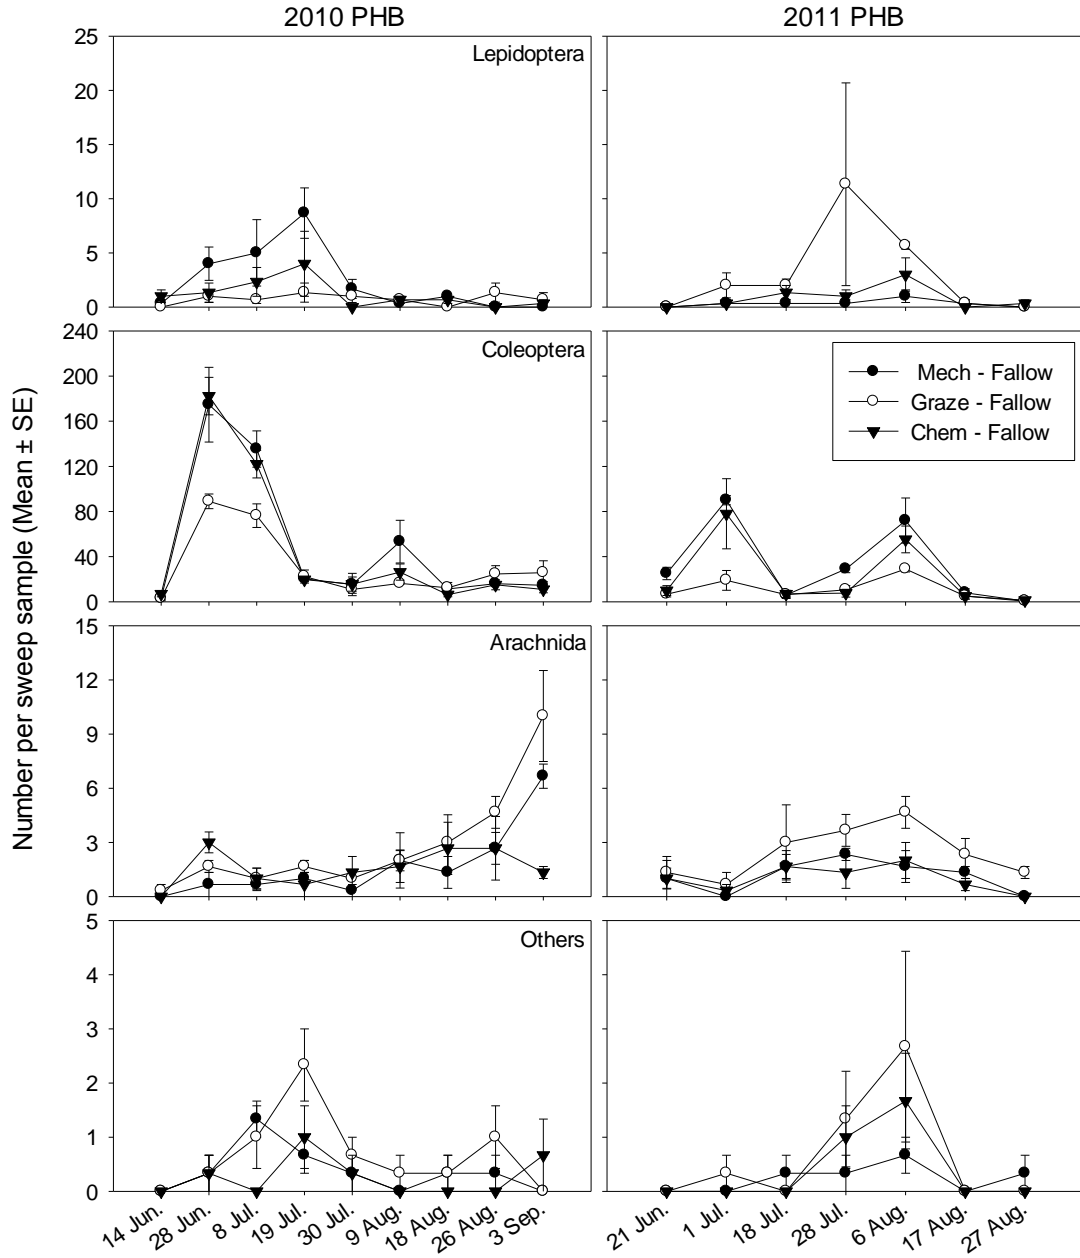 2010 PHB
2011 PHB
Number per sweep sample (Mean ± SE)
25
20
15
10
5
0
Lepidoptera
240
200
160
120
80
40
0
Coleoptera
Mech - Fallow
Graze - Fallow
Chem - Fallow
15
12
9
6
3
0
Arachnida
5
4
3
2
1
0
Others
14 Jun.
28 Jun.
8 Jul.
19 Jul.
30 Jul.
9 Aug.
18 Aug.
26 Aug.
3 Sep.
21 Jun.
1 Jul.
18 Jul.
28 Jul.
6 Aug.
17 Aug.
27 Aug.